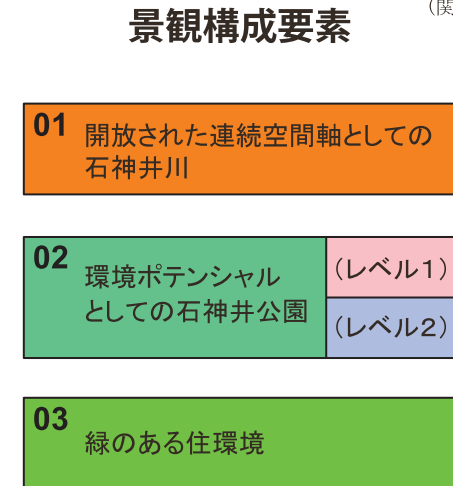 景観構成要素
(関
01
開放された連続空間軸としての
石神井川
02
環境ポテンシャル
としての石神井公園
(レベル1)
(レベル2)
03
緑のある住環境